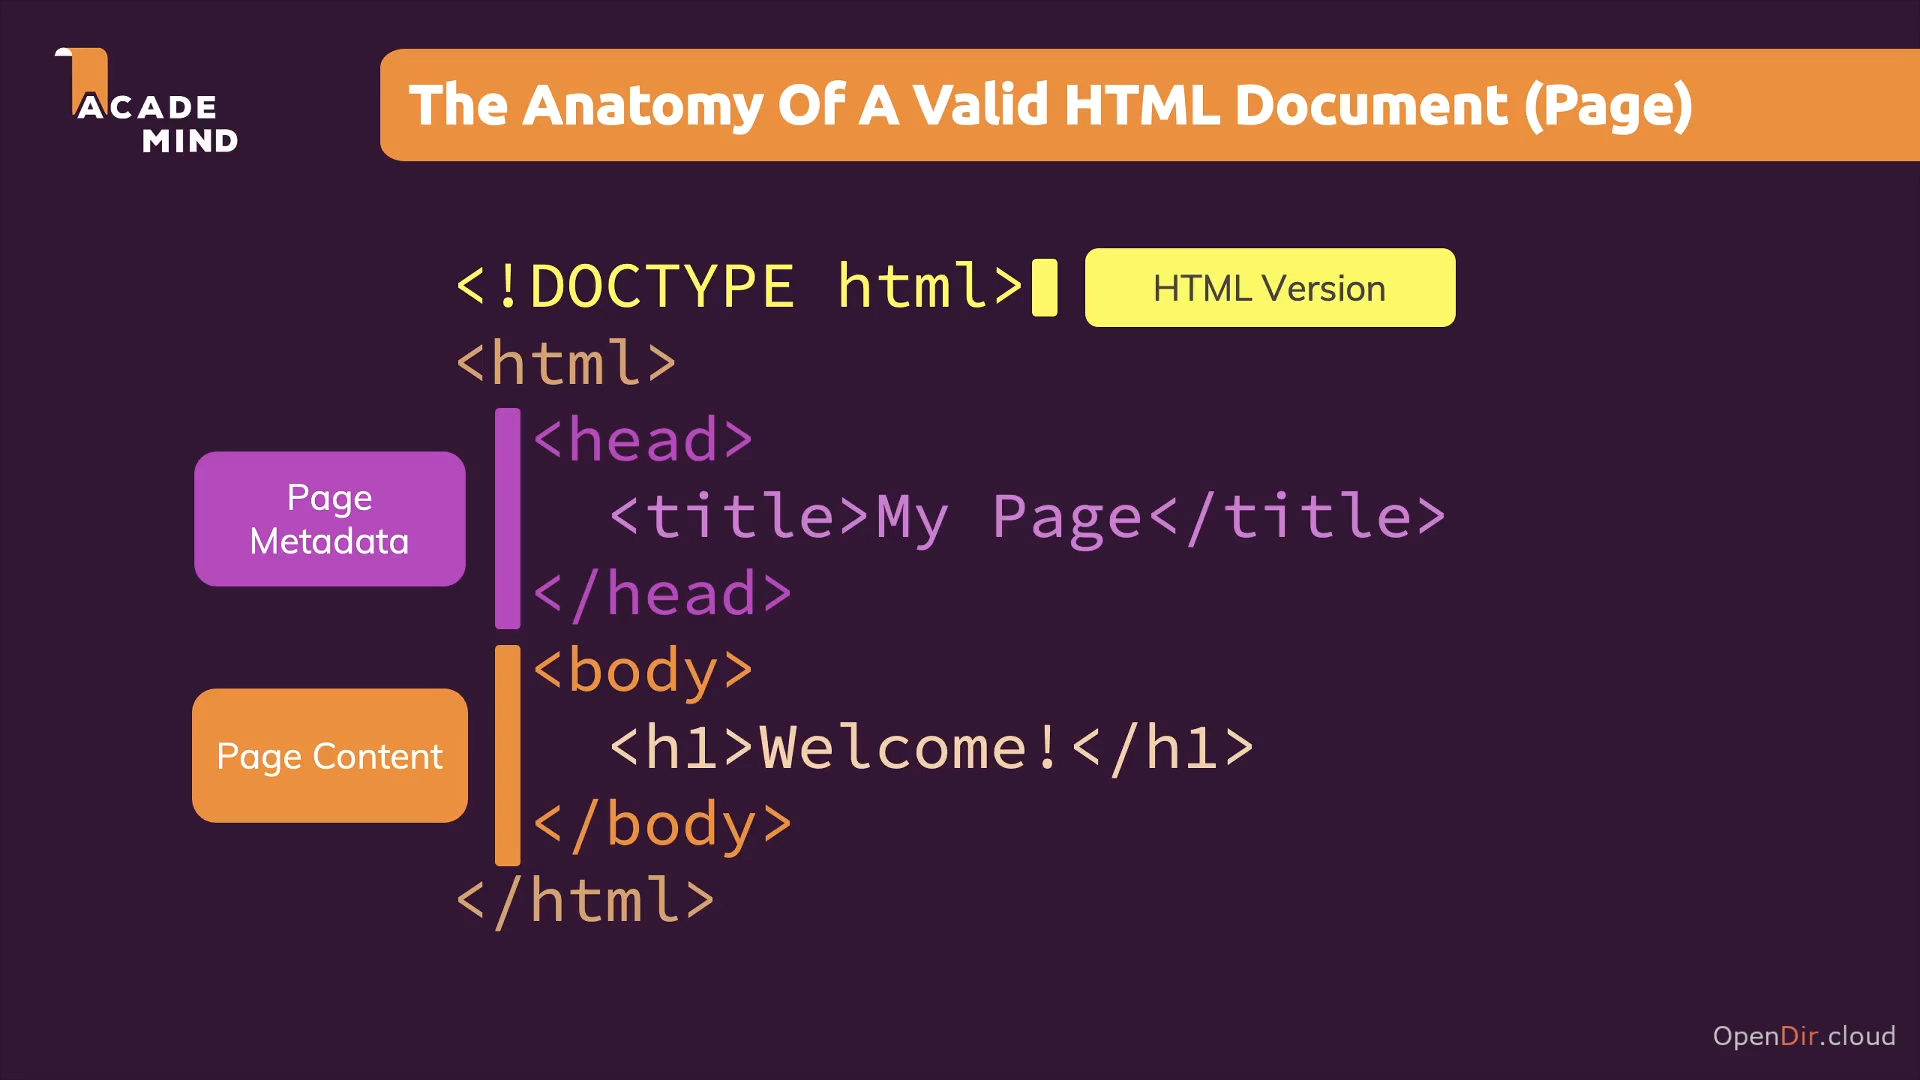 ACADE
MIND
The Anatomy Of A Valid HTML Document (Page)
<!DOCTYPE html>
HTML Version
<html>
<head>
<title>My Page</title>
</head>
Page
Metadata
<body>
<h1>Welcome!</h1>
</body>
Page Content
</html>
OpenDir.cloud